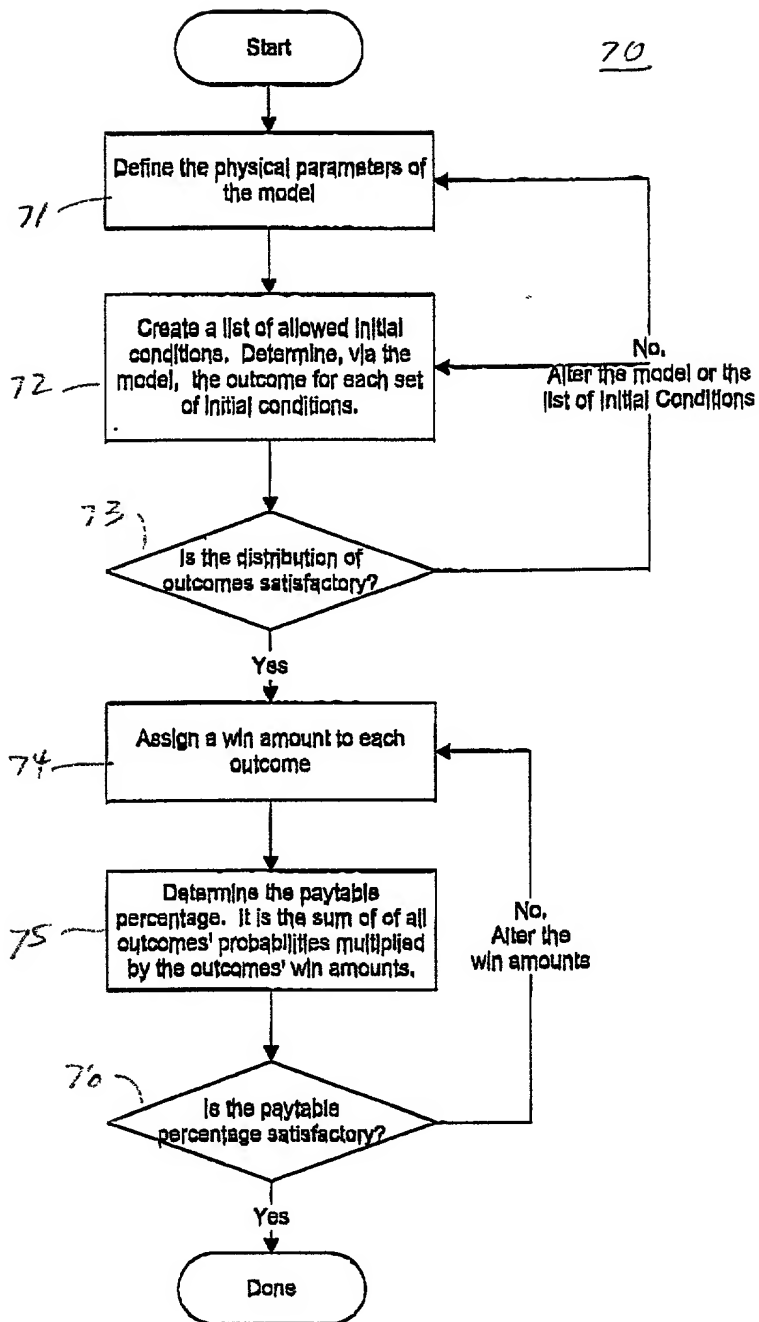 Start
70
Define the physical parameters of
the model
71
Create a list of allowed initial
conditions. Determine, via the
model, the outcome for each set
of initial conditions.
72
No.
Alter the model or the
list of Initial Conditions
73
Is the distribution of
outcomes satisfactory?
Yes
Assign a win amount to each
outcome
74
Determine the paytable
percentage. It is the sum of of all
outcomes' probabilities multiplied
by the outcomes' win amounts.
75
No.
Alter the
win amounts
76
Is the paytable
percentage satisfactory?
Yes
Done